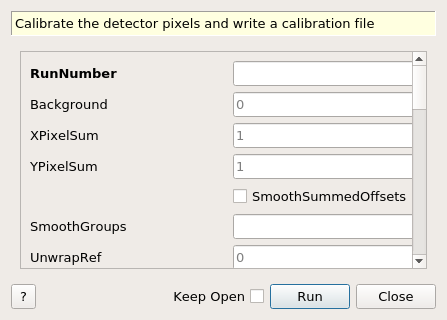 Calibrate the detector pixels and write a calibration file
RunNumber
Background 0
XPixelSum 1
YPixelSum 1
SmoothSummedOffsets
SmoothGroups
UnwrapRef 0
? Keep Open Run Close